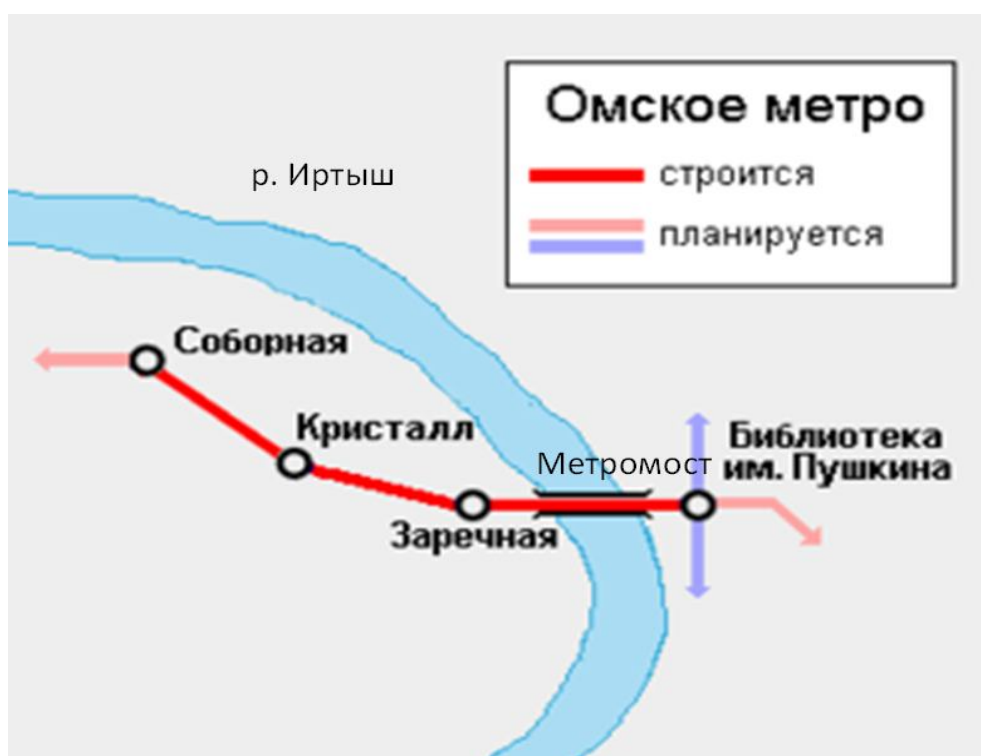 Омское метро
строится
планируется
р. Иртыш
Соборная
Кристалл
Метромост
Библиотека
им. Пушкина
Заречная